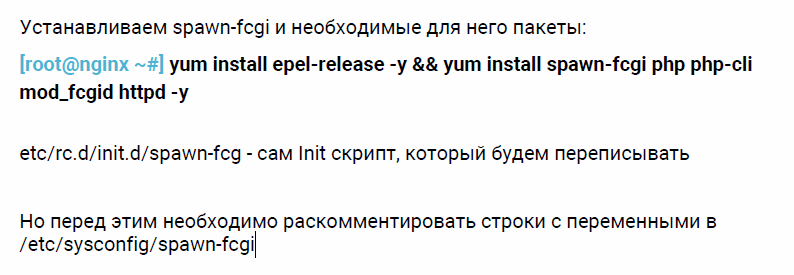 Устанавливаем spawn-fcgi и необходимые для него пакеты:
[root@nginx ~#] yum install epel-release -y && yum install spawn-fcgi php php-cli
mod_fcgid httpd -y
etc/rc.d/init.d/spawn-fcg - сам Init скрипт, который будем переписывать
Но перед этим необходимо раскомментировать строки с переменными в
/etc/sysconfig/spawn-fcgi